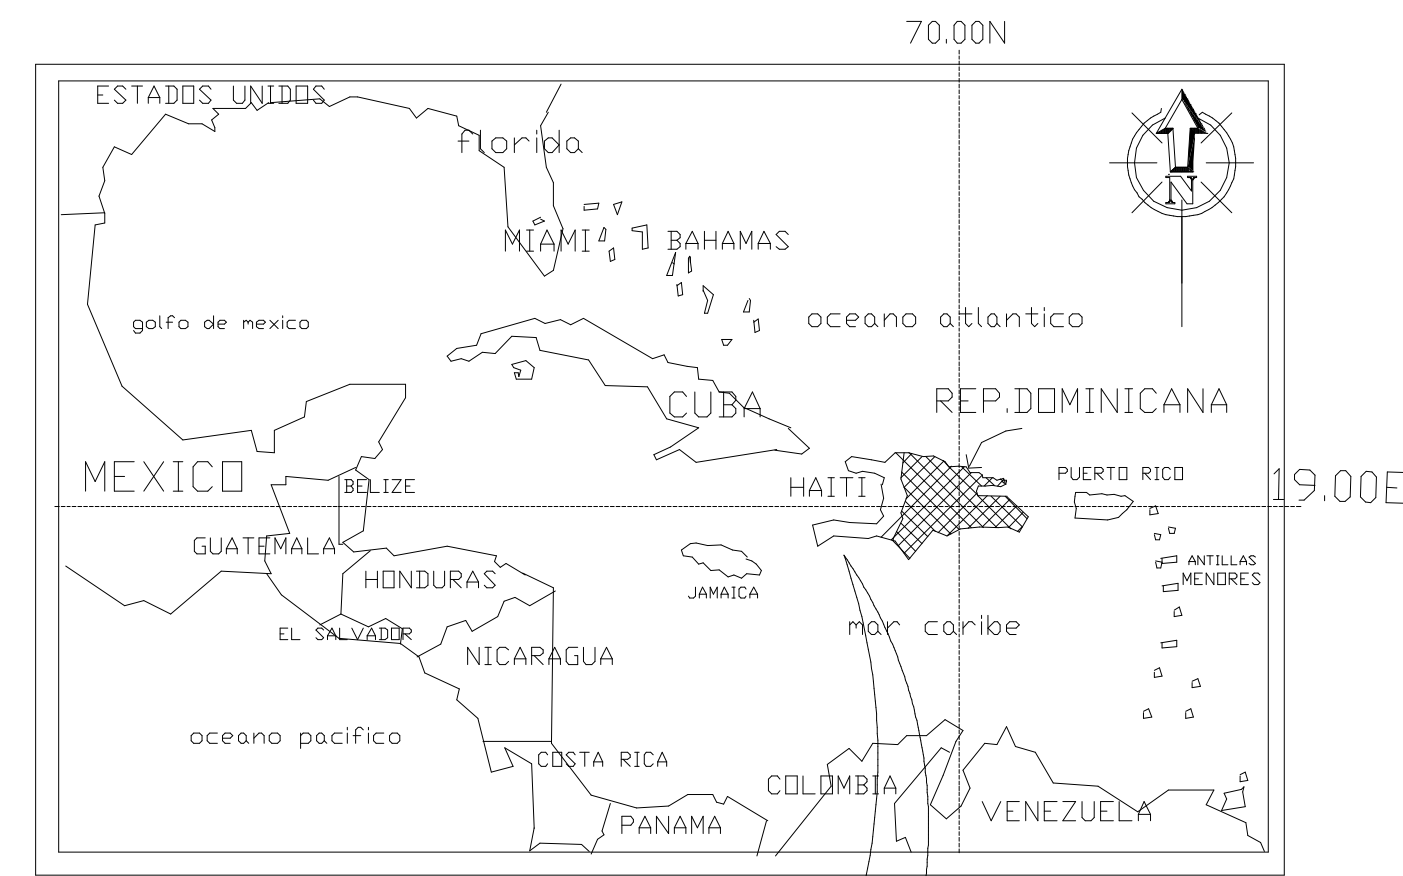 70.00N
ESTADOS UNIDOS
florida
N
MIAMI
BAHAMAS
golfo de mexico
oceano atlantico
CUBA
REP.DOMINICANA
MEXICO
BELIZE
HAITI
PUERTO RICO
19.00E
GUATEMALA
HONDURAS
JAMAICA
ANTILLAS
MENORES
EL SALVADOR
mar caribe
NICARAGUA
oceano pacifico
COSTA RICA
COLOMBIA
VENEZUELA
PANAMA